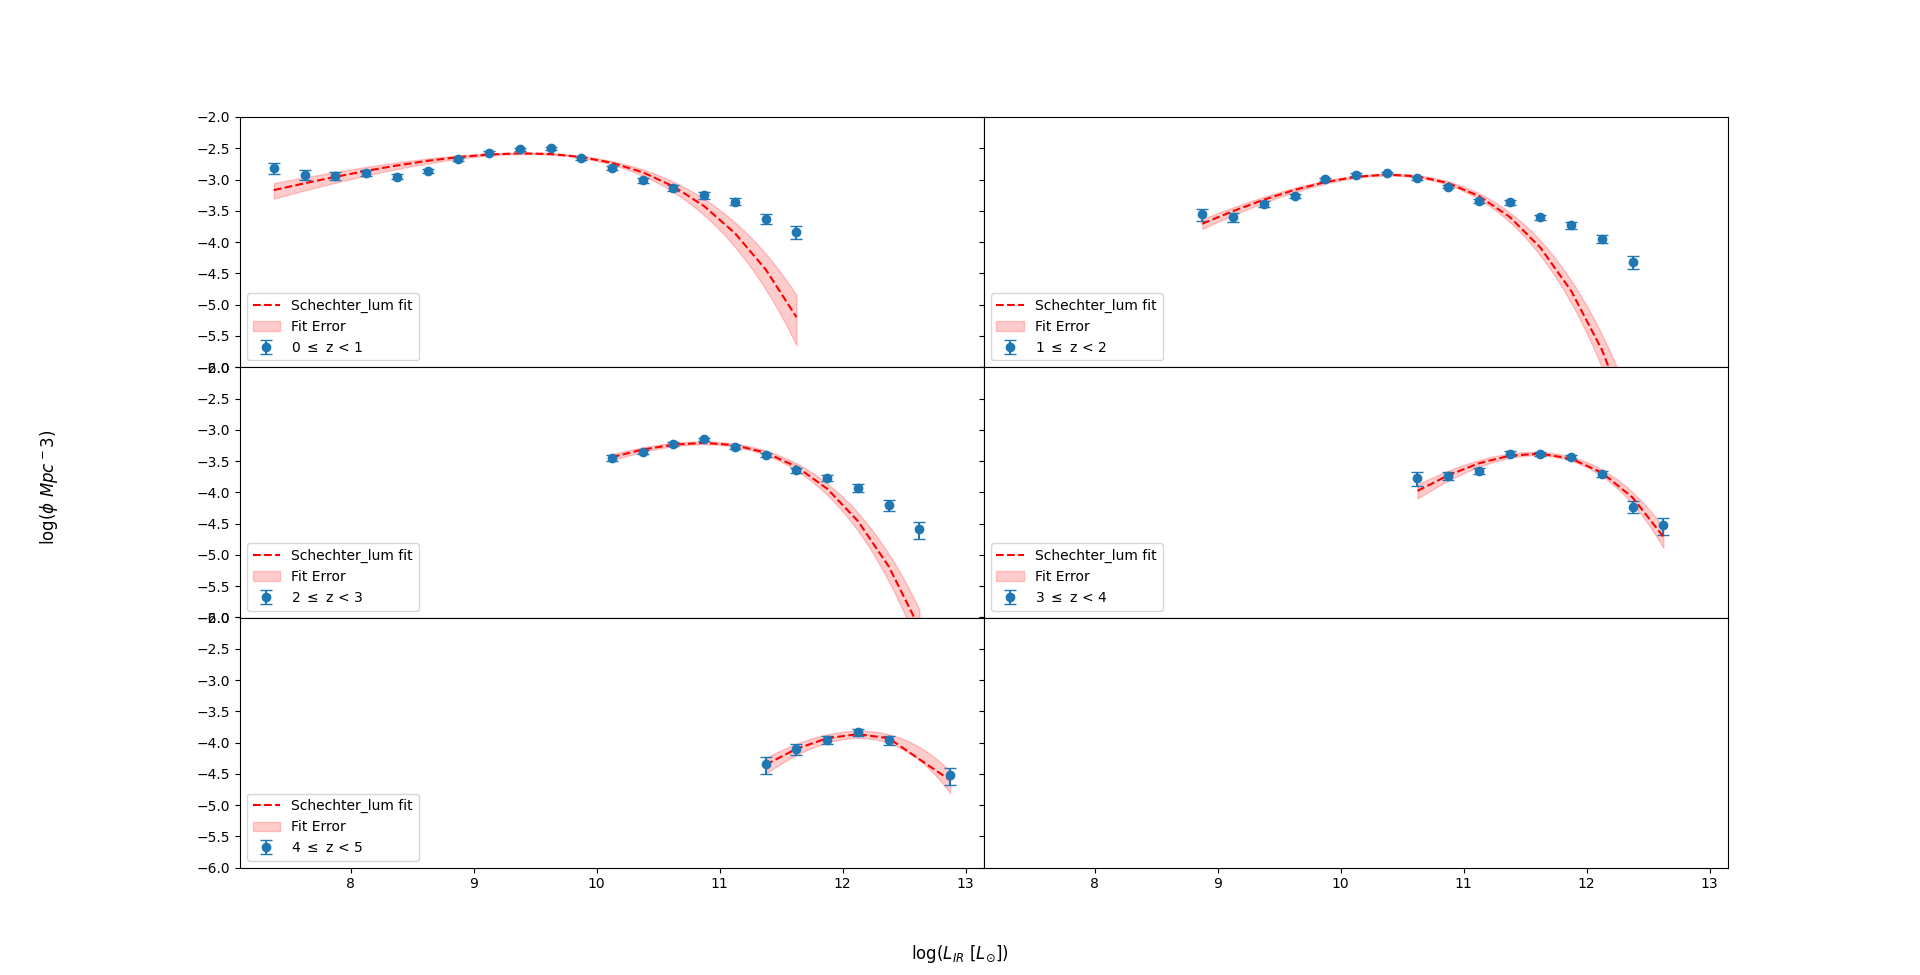 −2.0
−2.5
−3.0
−3.5
−4.0
−4.5
−5.0
−5.5
Schechter_lum fit
Fit Error
0 ≤ z < 1
Schechter_lum fit
Fit Error
1 ≤ z < 2
−2.5
−3.0
−3.5
−4.0
−4.5
−5.0
−5.5
Schechter_lum fit
Fit Error
2 ≤ z < 3
Schechter_lum fit
Fit Error
3 ≤ z < 4
−2.5
−3.0
−3.5
−4.0
−4.5
−5.0
−5.5
−6.0
Schechter_lum fit
Fit Error
4 ≤ z < 5
8 9 10 11 12 13
8 9 10 11 12 13
log(ϕ Mpc⁻3)
log(L_IR [L_⊙])